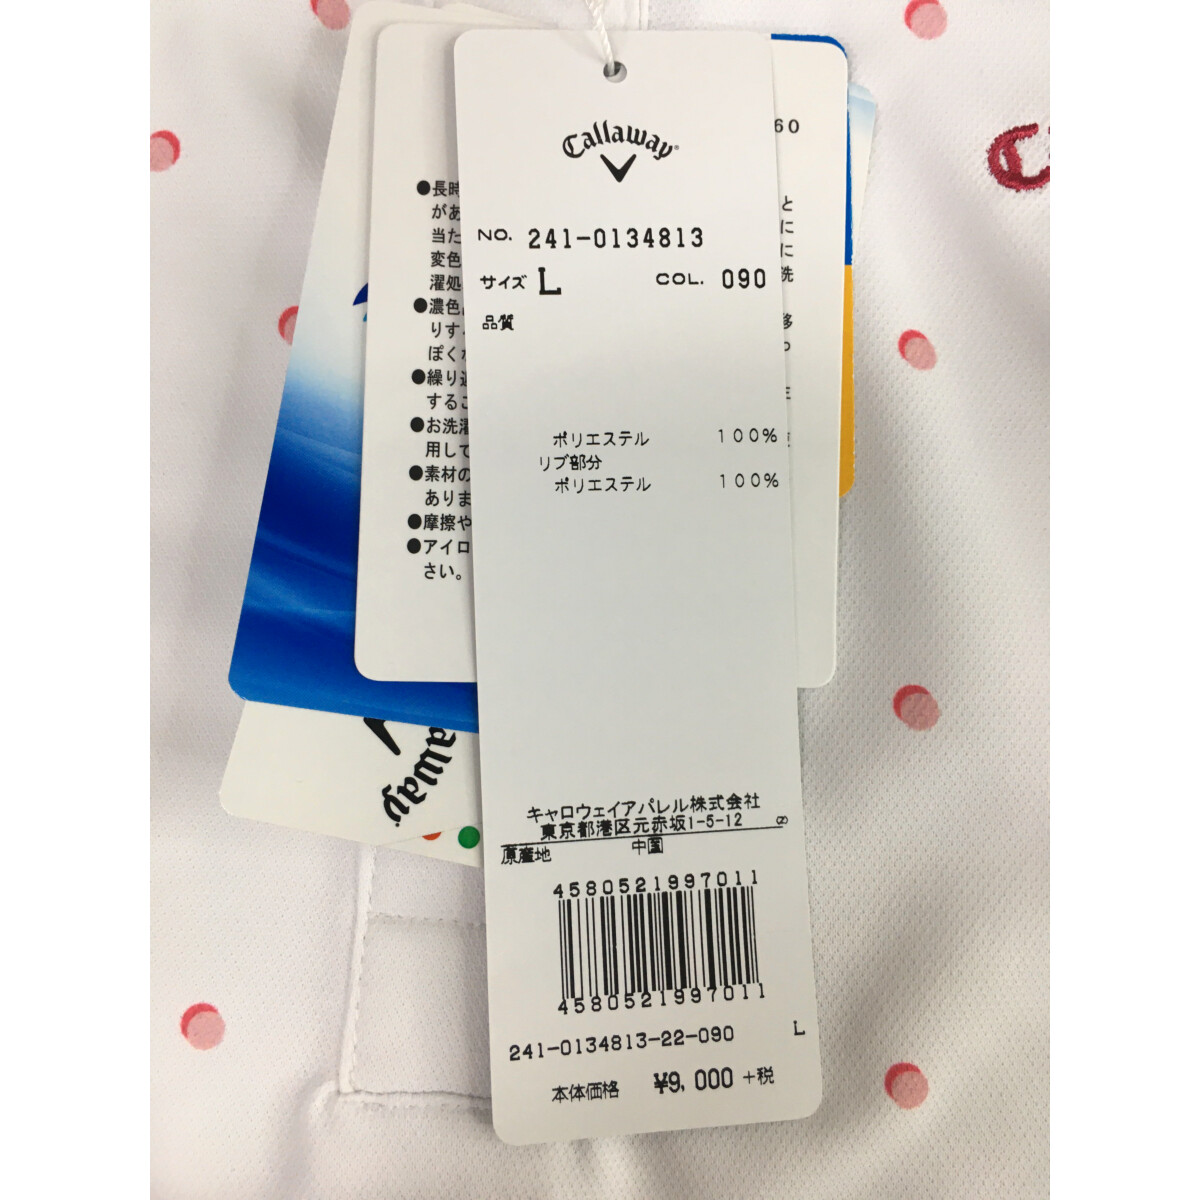 Callaway
NO. 241-0134813
サイズ L COL. 090
品質
ポリエステル 100%
リブ部分
ポリエステル 100%
キャロウェイアパレル株式会社
東京都港区元赤坂1-5-12
原産地 中国
4580521997011
4580521997011
241-0134813-22-090 L
本体価格 ¥9,000 +税
●長時
があ
当た
変色
濯処
●濃色
りす
ぽく
●繰り返
するこ
●お洗濯
用して
●素材の
ありま
●摩擦や
●アイロ
さい。
60
と
に
に
洗
移
away